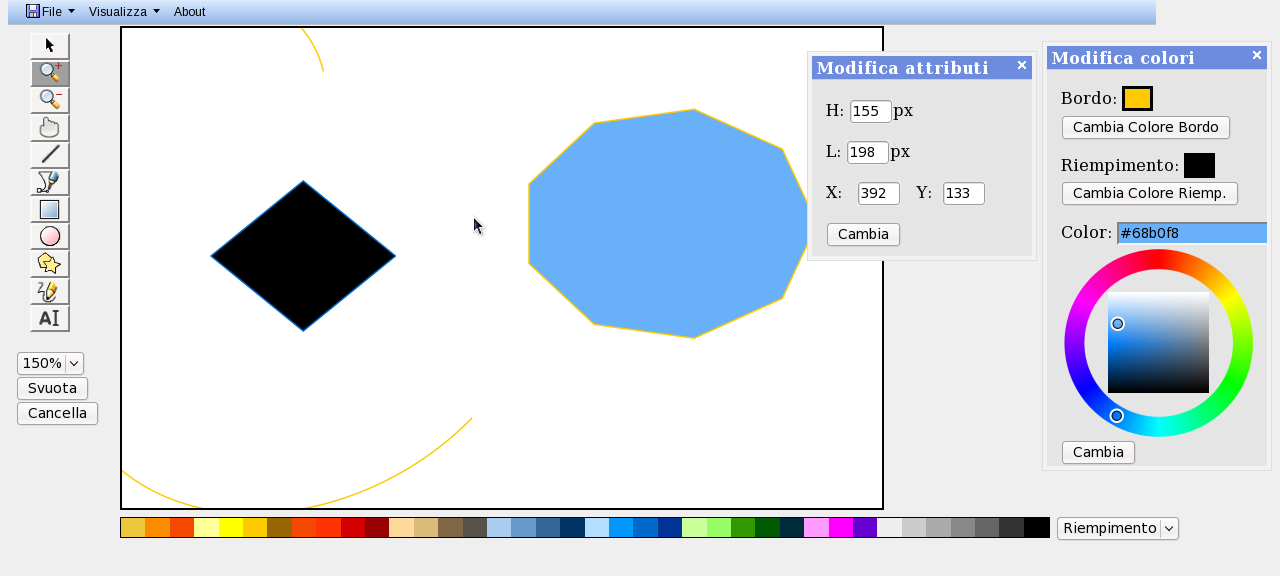 File Visualizza About
Modifica attributi
Modifica colori
H: 155 px
L: 198 px
X: 392 Y: 133
Cambia
Bordo:
Cambia Colore Bordo
Riempimento:
Cambia Colore Riemp.
Color: #68b0f8
Cambia
AI
150%
Svuota
Cancella
Riempimento